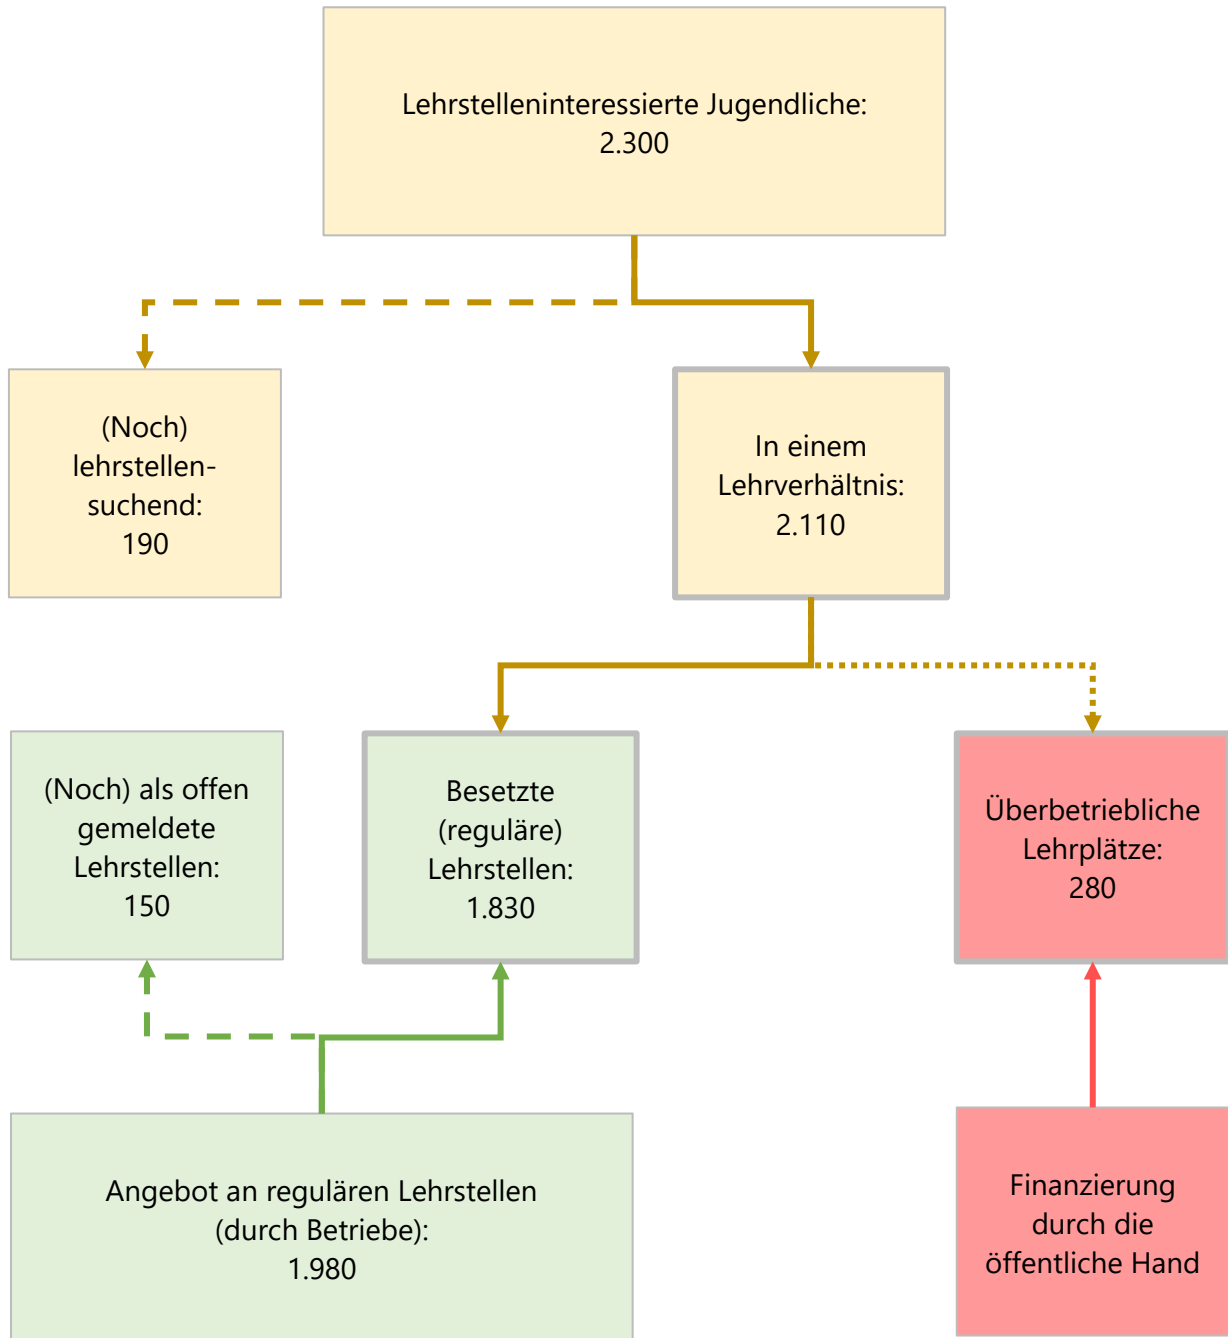 Lehrstelleninteressierte Jugendliche:
2.300
(Noch)
lehrstellen-
suchend:
190
In einem
Lehrverhältnis:
2.110
(Noch) als offen
gemeldete
Lehrstellen:
150
Besetzte
(reguläre)
Lehrstellen:
1.830
Überbetriebliche
Lehrplätze:
280
Angebot an regulären Lehrstellen
(durch Betriebe):
1.980
Finanzierung
durch die
öffentliche Hand